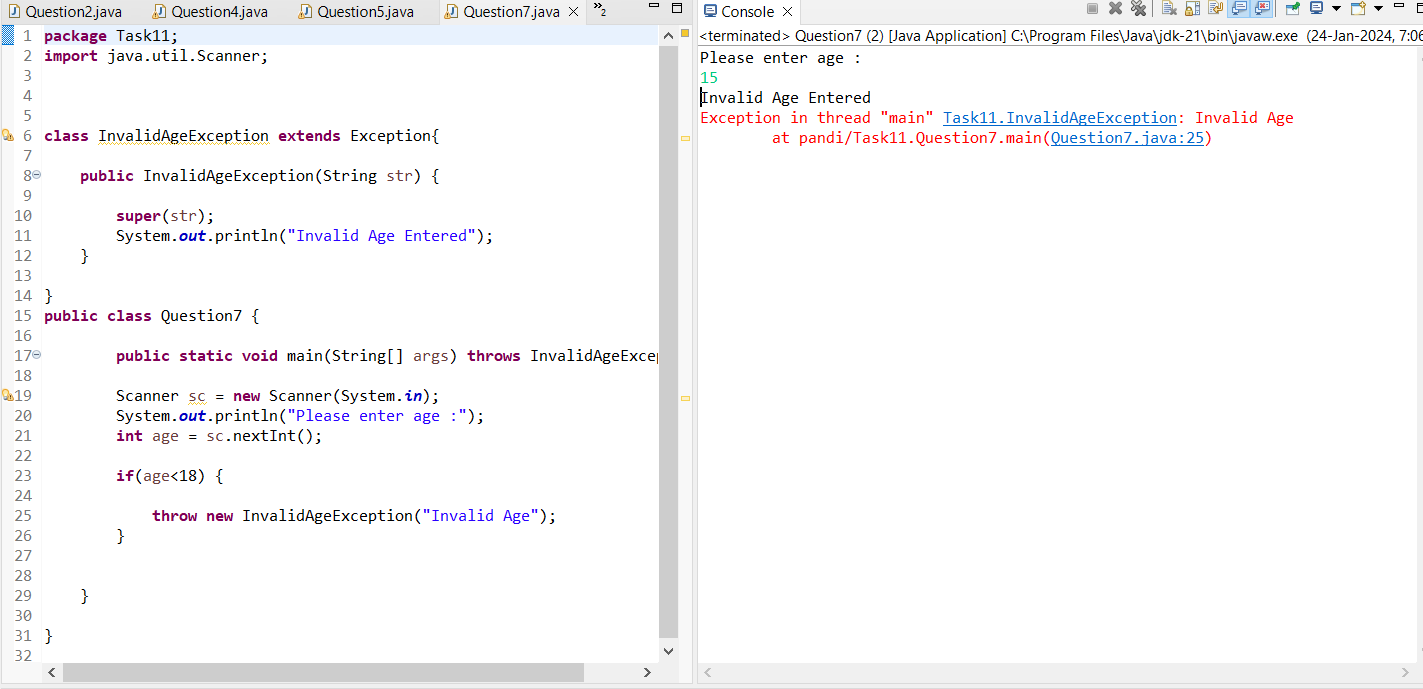 Question2.java Question4.java Question5.java Question7.java »2
1 package Task11;
2 import java.util.Scanner;
3
4
5
6 class InvalidAgeException extends Exception{
7
8 public InvalidAgeException(String str) {
9
10 super(str);
11 System.out.println("Invalid Age Entered");
12 }
13
14 }
15 public class Question7 {
16
17 public static void main(String[] args) throws InvalidAgeExce
18
19 Scanner sc = new Scanner(System.in);
20 System.out.println("Please enter age :");
21 int age = sc.nextInt();
22
23 if(age<18) {
24
25 throw new InvalidAgeException("Invalid Age");
26 }
27
28
29 }
30
31 }
32
Console
<terminated> Question7 (2) [Java Application] C:\Program Files\Java\jdk-21\bin\javaw.exe (24-Jan-2024, 7:06
Please enter age :
15
Invalid Age Entered
Exception in thread "main" Task11.InvalidAgeException: Invalid Age
at pandi/Task11.Question7.main(Question7.java:25)